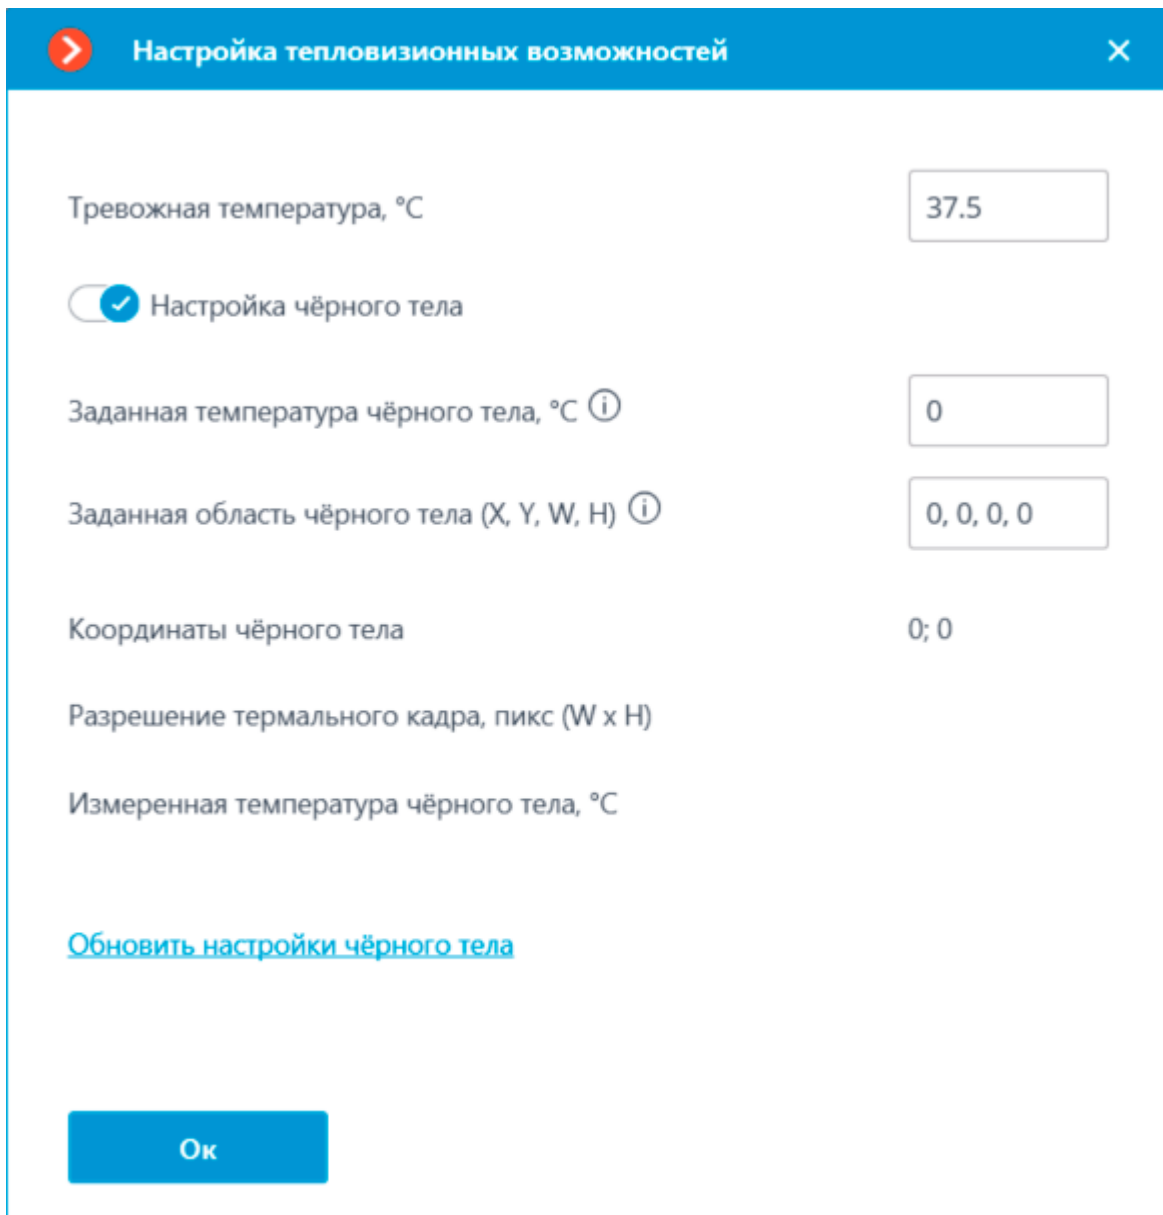 Настройка тепловизионных возможностей
Тревожная температура, °C
37.5
Настройка чёрного тела
Заданная температура чёрного тела, °C
0
Заданная область чёрного тела (X, Y, W, H)
0, 0, 0, 0
Координаты чёрного тела
0; 0
Разрешение термального кадра, пикс (W x H)
Измеренная температура чёрного тела, °C
Обновить настройки чёрного тела
Ок